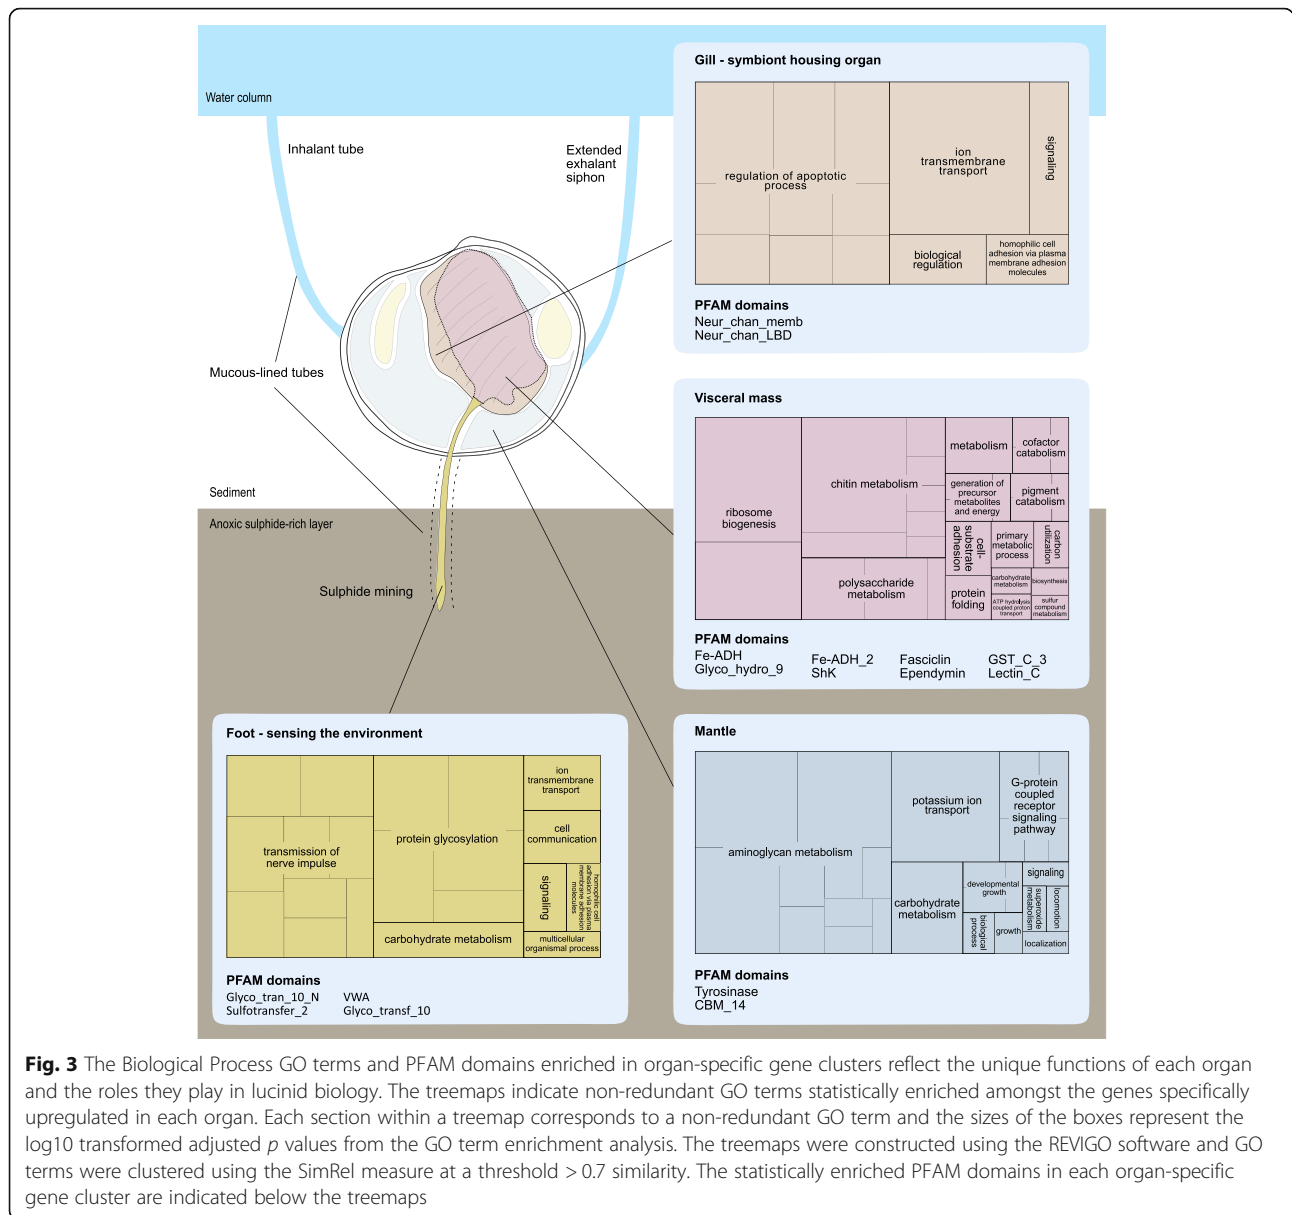 Water column
Inhalant tube
Extended
exhalant
siphon
Mucous-lined tubes
Sediment
Anoxic sulphide-rich layer
Sulphide mining
Gill - symbiont housing organ
regulation of apoptotic
process
ion
transmembrane
transport
signaling
biological
regulation
homophilic cell
adhesion via plasma
membrane adhesion
molecules
PFAM domains
Neur_chan_memb
Neur_chan_LBD
Visceral mass
ribosome
biogenesis
chitin metabolism
polysaccharide
metabolism
metabolism
cofactor
catabolism
generation of
precursor
metabolites
and energy
pigment
catabolism
cell-
substrate
adhesion
primary
metabolic
process
carbon
utilization
protein
folding
carbohydrate
metabolism
biosynthesis
ATP hydrolysis
coupled proton
transport
sulfur
compound
metabolism
PFAM domains
Fe-ADH
Glyco_hydro_9
Fe-ADH_2
ShK
Fasciclin
Ependymin
GST_C_3
Lectin_C
Foot - sensing the environment
transmission of
nerve impulse
protein glycosylation
carbohydrate metabolism
ion
transmembrane
transport
cell
communication
signaling
homophilic cell
adhesion via plasma
membrane adhesion
molecules
multicellular
organismal process
PFAM domains
Glyco_tran_10_N
Sulfotransfer_2
VWA
Glyco_transf_10
Mantle
aminoglycan metabolism
potassium ion
transport
G-protein
coupled
receptor
signaling
pathway
carbohydrate
metabolism
developmental
growth
biological
process
growth
signaling
superoxide
metabolism
locomotion
localization
PFAM domains
Tyrosinase
CBM_14
Fig. 3 The Biological Process GO terms and PFAM domains enriched in organ-specific gene clusters reflect the unique functions of each organ
and the roles they play in lucinid biology. The treemaps indicate non-redundant GO terms statistically enriched amongst the genes specifically
upregulated in each organ. Each section within a treemap corresponds to a non-redundant GO term and the sizes of the boxes represent the
log10 transformed adjusted p values from the GO term enrichment analysis. The treemaps were constructed using the REVIGO software and GO
terms were clustered using the SimRel measure at a threshold > 0.7 similarity. The statistically enriched PFAM domains in each organ-specific
gene cluster are indicated below the treemaps